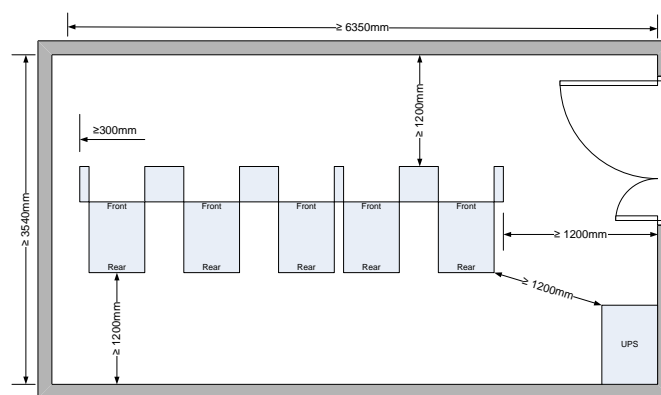 ≥ 6350mm
≥ 3540mm
≥300mm
≥ 1200mm
Front Front Front Front Front
Rear Rear Rear Rear Rear
≥ 1200mm
≥ 1200mm
≥ 1200mm
UPS